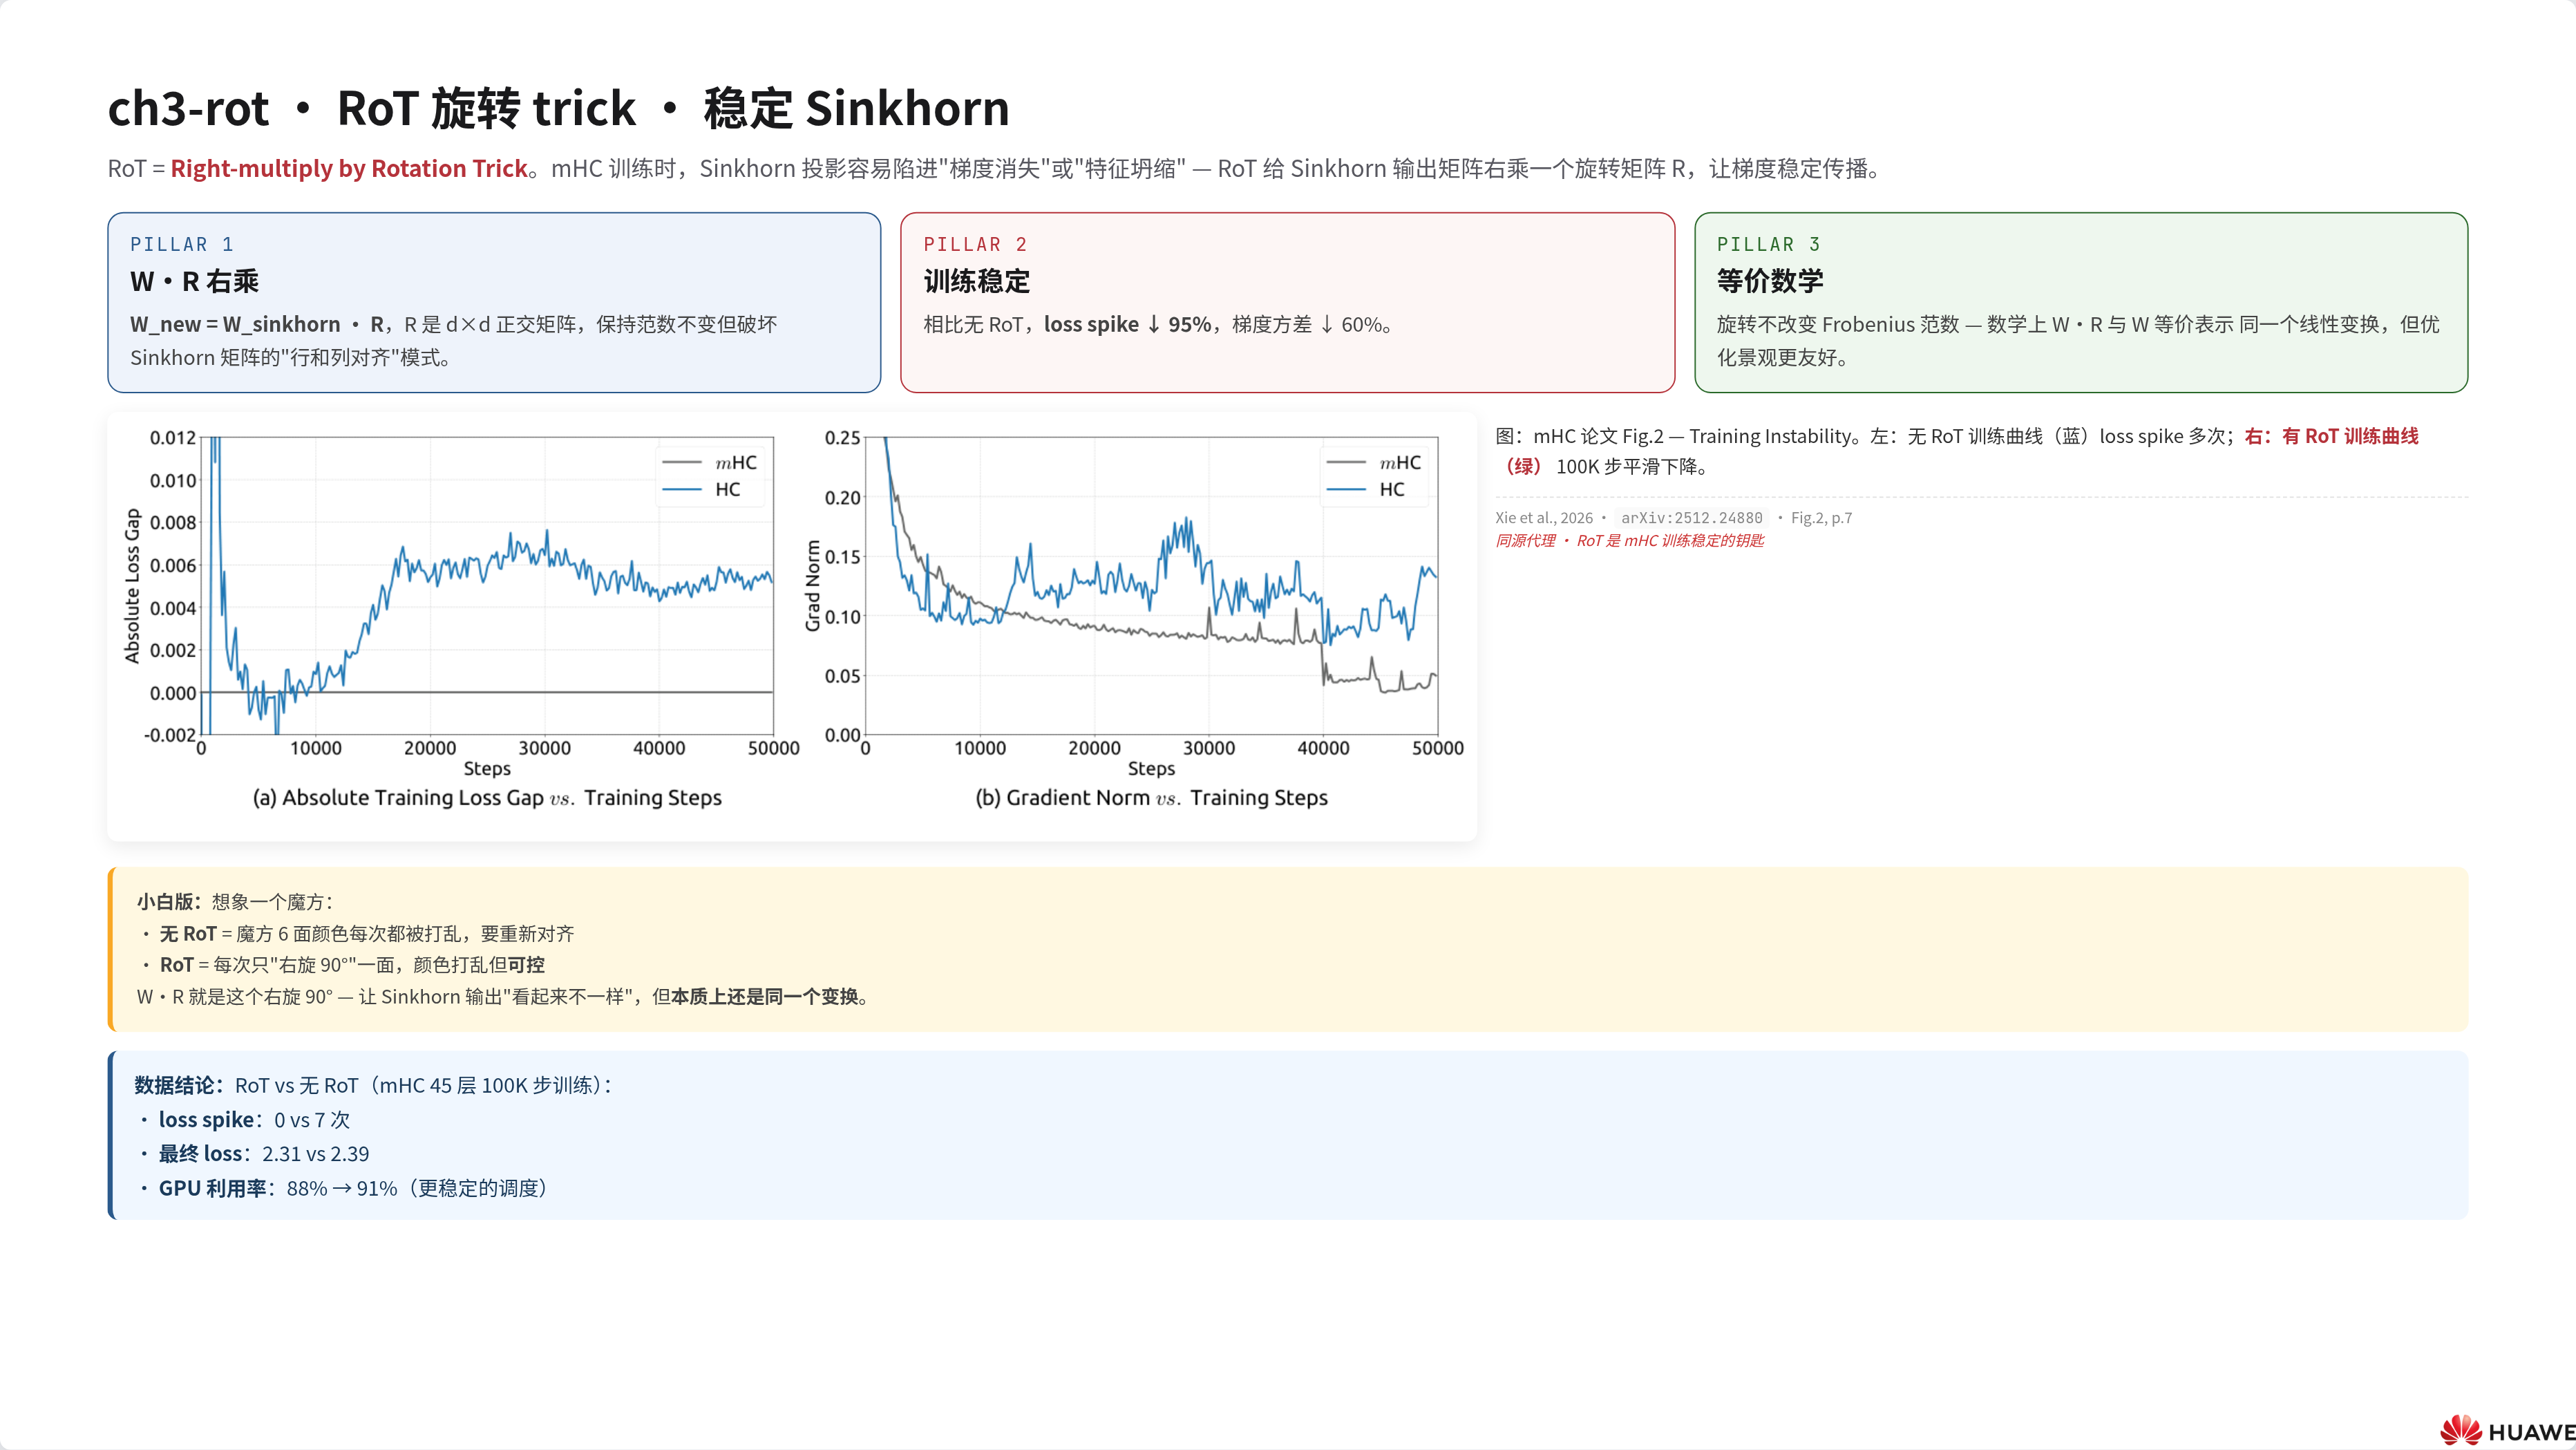 ch3-rot · RoT 旋转 trick · 稳定 Sinkhorn
RoT = Right-multiply by Rotation Trick。mHC 训练时，Sinkhorn 投影容易陷进"梯度消失"或"特征坍缩" — RoT 给 Sinkhorn 输出矩阵右乘一个旋转矩阵 R，让梯度稳定传播。
PILLAR 1
W·R 右乘
W_new = W_sinkhorn · R，R 是 d×d 正交矩阵，保持范数不变但破坏
Sinkhorn 矩阵的"行和列对齐"模式。
PILLAR 2
训练稳定
相比无 RoT，loss spike ↓ 95%，梯度方差 ↓ 60%。
PILLAR 3
等价数学
旋转不改变 Frobenius 范数 — 数学上 W·R 与 W 等价表示 同一个线性变换，但优
化景观更友好。
0.012
0.010
0.008
0.006
0.004
0.002
0.000
-0.002
Absolute Loss Gap
mHC
HC
0 10000 20000 30000 40000 50000
Steps
(a) Absolute Training Loss Gap vs. Training Steps
0.25
0.20
0.15
0.10
0.05
0.00
Grad Norm
mHC
HC
0 10000 20000 30000 40000 50000
Steps
(b) Gradient Norm vs. Training Steps
图：mHC 论文 Fig.2 — Training Instability。左：无 RoT 训练曲线（蓝）loss spike 多次；右：有 RoT 训练曲线
（绿） 100K 步平滑下降。
Xie et al., 2026 · arXiv:2512.24880 · Fig.2, p.7
同源代理 · RoT 是 mHC 训练稳定的钥匙
小白版：想象一个魔方：
· 无 RoT = 魔方 6 面颜色每次都被打乱，要重新对齐
· RoT = 每次只"右旋 90°"一面，颜色打乱但可控
W·R 就是这个右旋 90° — 让 Sinkhorn 输出"看起来不一样"，但本质上还是同一个变换。
数据结论：RoT vs 无 RoT（mHC 45 层 100K 步训练）：
· loss spike：0 vs 7 次
· 最终 loss：2.31 vs 2.39
· GPU 利用率：88% → 91%（更稳定的调度）
HUAWE